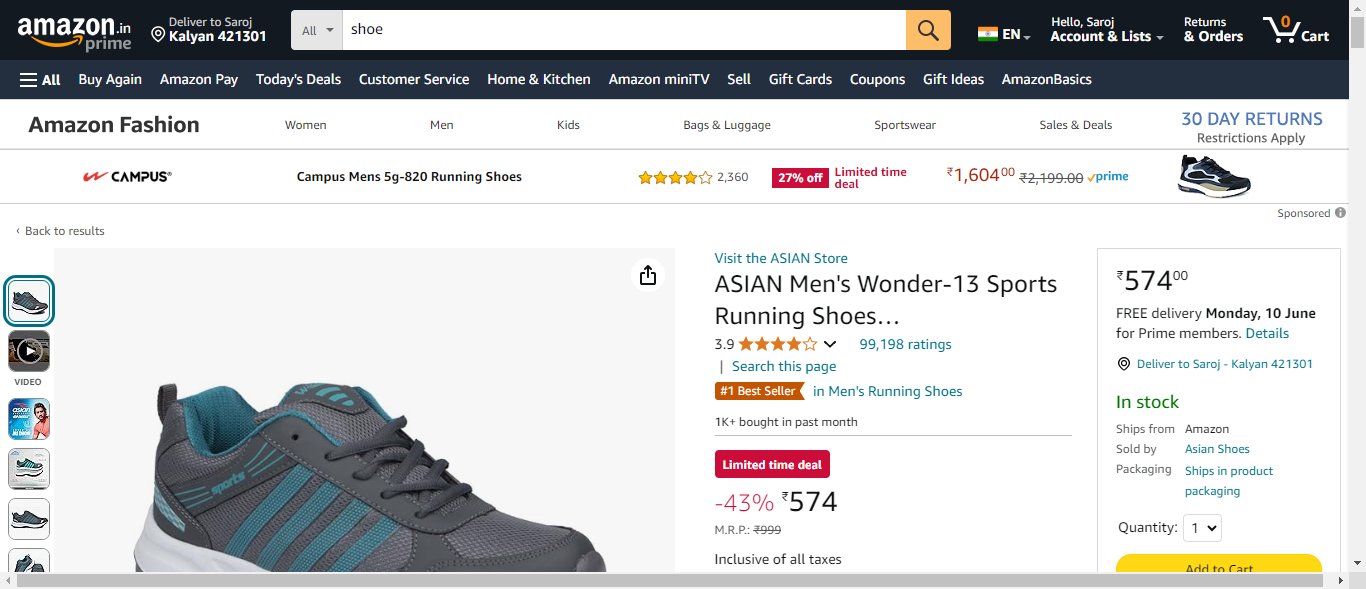 amazon.in
prime
Deliver to Saroj
Kalyan 421301
All
shoe
EN
Hello, Saroj
Account & Lists
Returns
& Orders
0
Cart
All
Buy Again
Amazon Pay
Today's Deals
Customer Service
Home & Kitchen
Amazon miniTV
Sell
Gift Cards
Coupons
Gift Ideas
AmazonBasics
Amazon Fashion
Women
Men
Kids
Bags & Luggage
Sportswear
Sales & Deals
30 DAY RETURNS
Restrictions Apply
CAMPUS
Campus Mens 5g-820 Running Shoes
2,360
27% off
Limited time
deal
₹1,60400
₹2,199.00
prime
Sponsored
‹ Back to results
VIDEO
asian
sports
Visit the ASIAN Store
ASIAN Men's Wonder-13 Sports
Running Shoes…
3.9
99,198 ratings
| Search this page
#1 Best Seller
in Men's Running Shoes
1K+ bought in past month
Limited time deal
-43% ₹574
M.R.P.: ₹999
Inclusive of all taxes
₹57400
FREE delivery Monday, 10 June
for Prime members. Details
Deliver to Saroj - Kalyan 421301
In stock
Ships from Amazon
Sold by Asian Shoes
Packaging Ships in product
packaging
Quantity: 1
Add to Cart